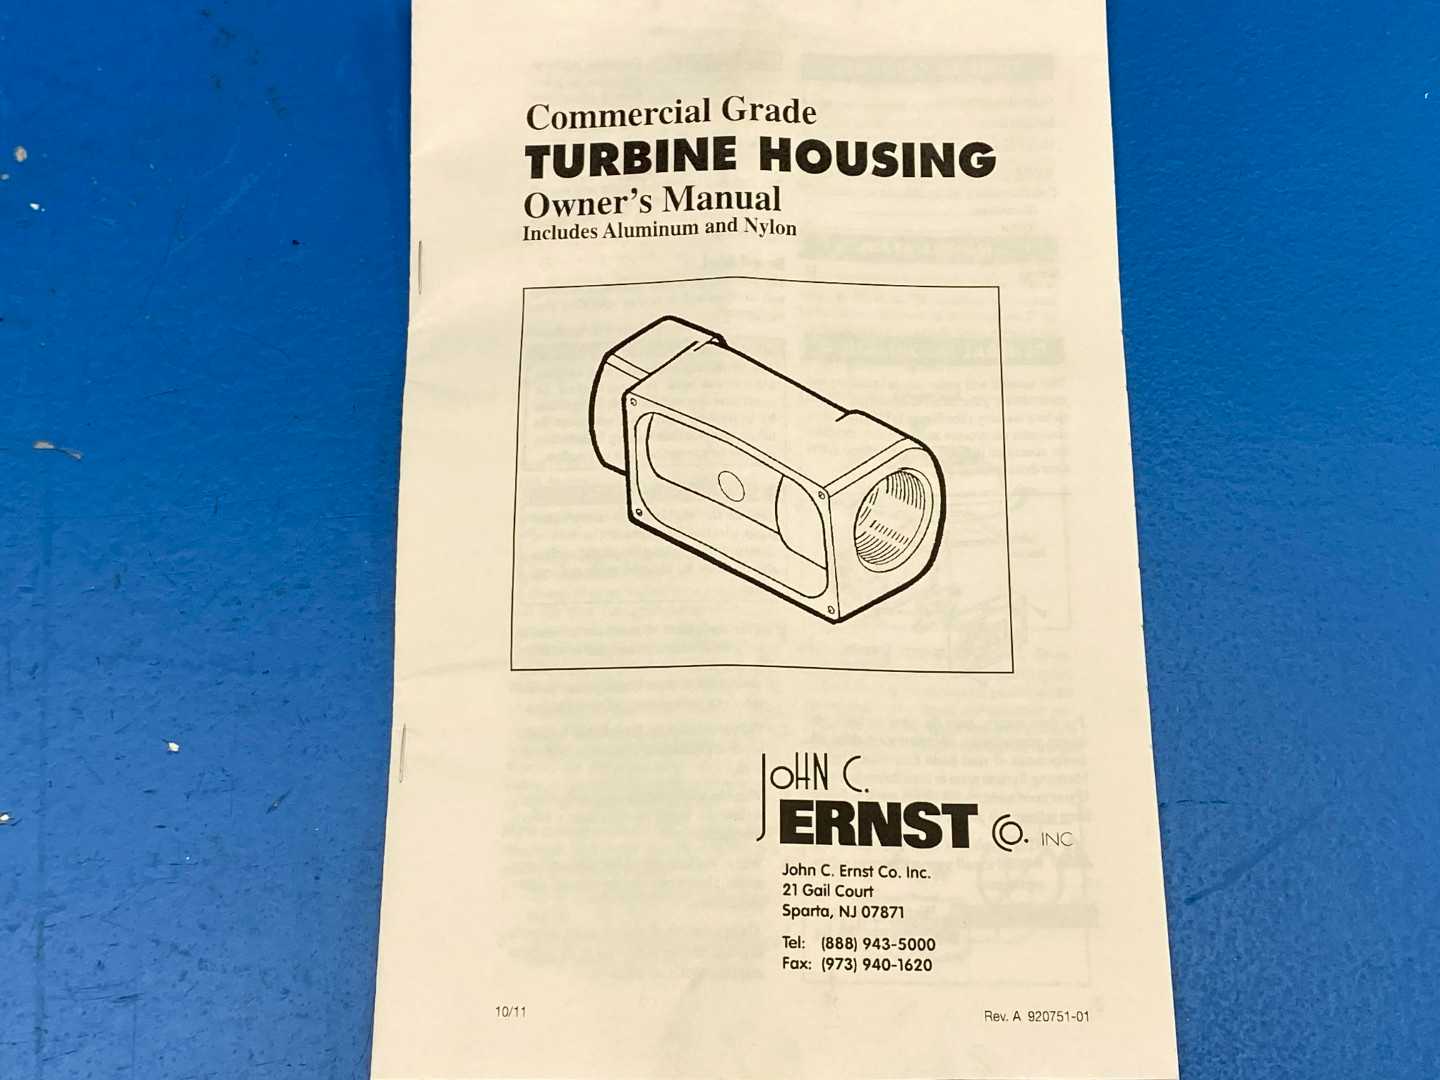 Commercial Grade
TURBINE HOUSING
Owner's Manual
Includes Aluminum and Nylon
JOHN C.
ERNST CO. INC
John C. Ernst Co. Inc.
21 Gail Court
Sparta, NJ 07871
Tel: (888) 943-5000
Fax: (973) 940-1620
10/11
Rev. A 920751-01